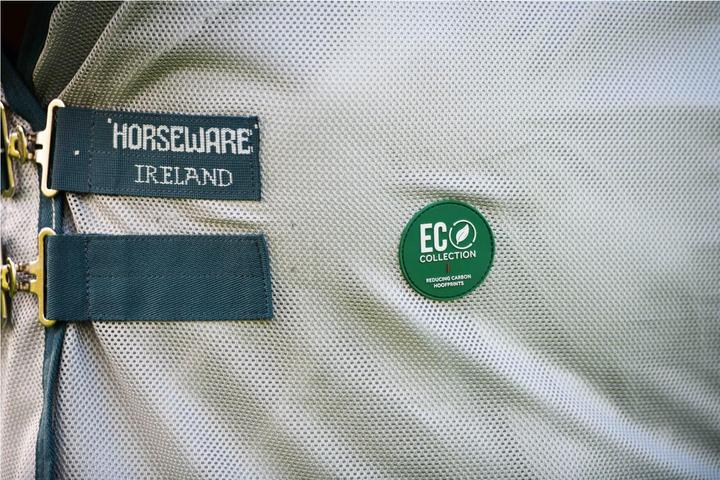 'HORSEWARE'
IRELAND
ECO
COLLECTION
REDUCING CARBON
HOOFPRINTS